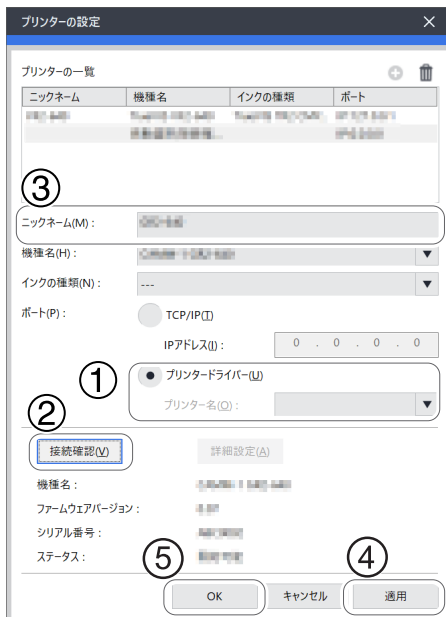 プリンターの設定
プリンターの一覧
ニックネーム 機種名 インクの種類 ポート
③
ニックネーム(M) :
機種名(H) :
インクの種類(N) : ---
ポート(P) : TCP/IP(T)
IPアドレス(I) : 0 . 0 . 0 . 0
① プリンタードライバー(U)
プリンター名(O) :
②
接続確認(V) 詳細設定(A)
機種名 :
ファームウェアバージョン :
シリアル番号 :
ステータス :
⑤ ④
OK キャンセル 適用